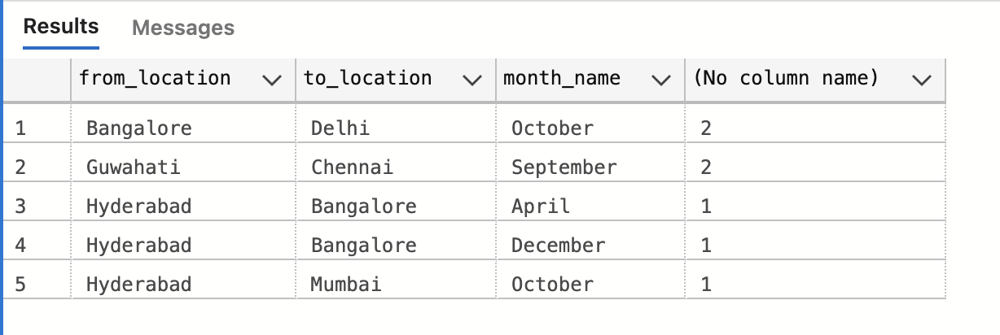 Results Messages
from_location to_location month_name (No column name)
1 Bangalore Delhi October 2
2 Guwahati Chennai September 2
3 Hyderabad Bangalore April 1
4 Hyderabad Bangalore December 1
5 Hyderabad Mumbai October 1